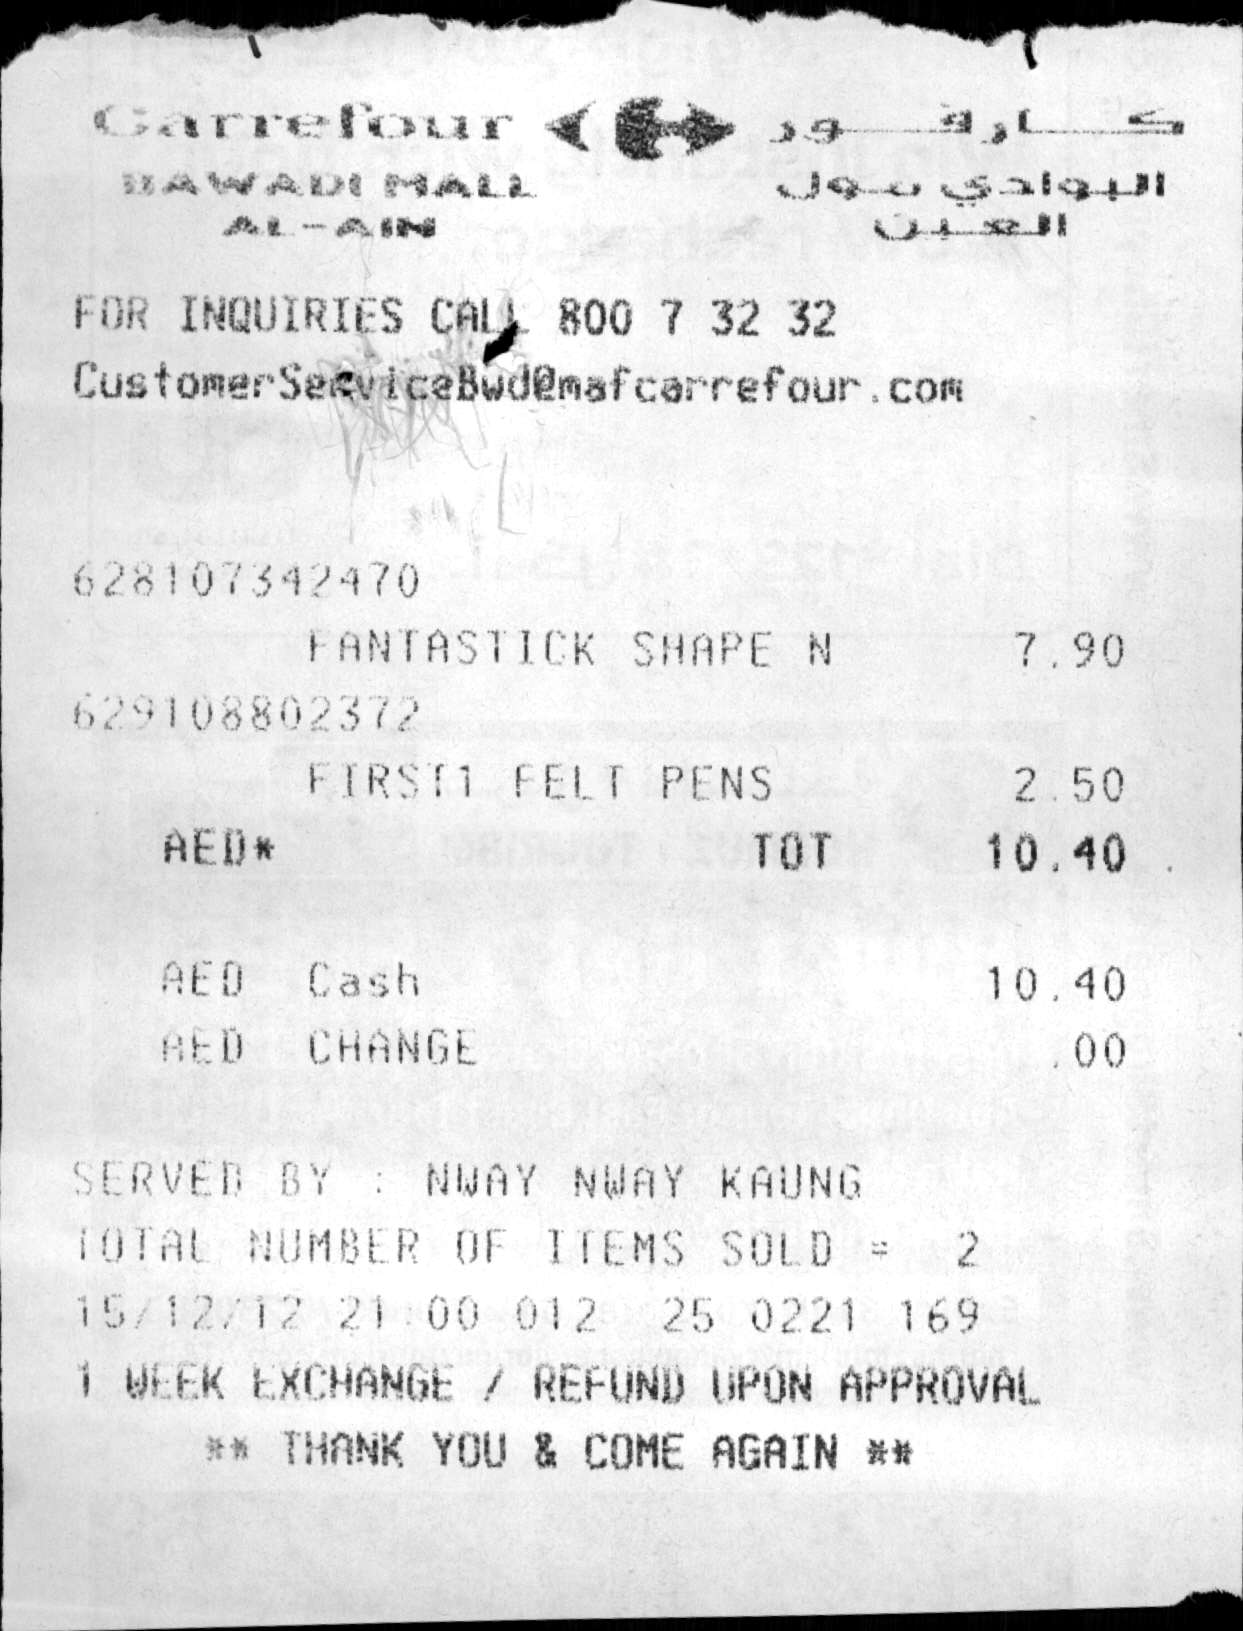 Carrefour كارفور
BAWADI MALL البوادي مول
AL-AIN العين
FOR INQUIRIES CALL 800 7 32 32
CustomerServiceBwd@mafcarrefour.com
628107342470
FANTASTICK SHAPE N 7.90
629108802372
FIRST1 FELT PENS 2.50
AED* TOT 10.40
AED Cash 10.40
AED CHANGE .00
SERVED BY : NWAY NWAY KAUNG
TOTAL NUMBER OF ITEMS SOLD = 2
15/12/12 21:00 012 25 0221 169
1 WEEK EXCHANGE / REFUND UPON APPROVAL
** THANK YOU & COME AGAIN **